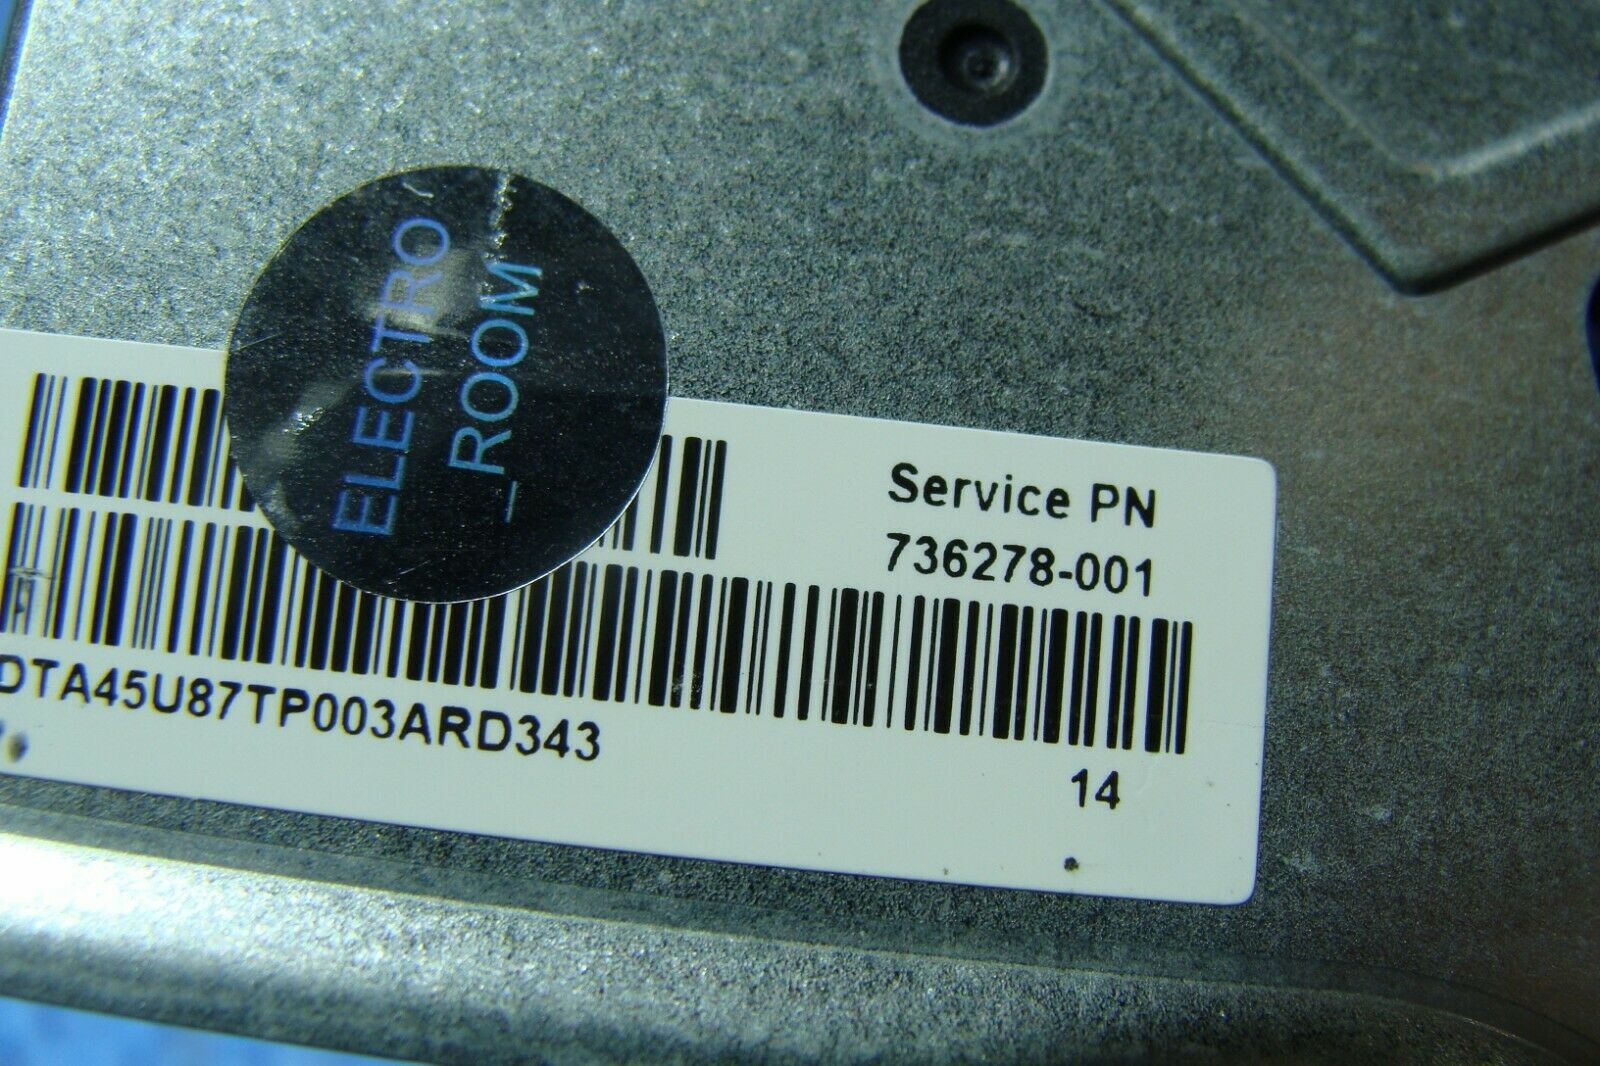 ELECTRO
_ROOM
Service PN
736278-001
DTA45U87TP003ARD343
14